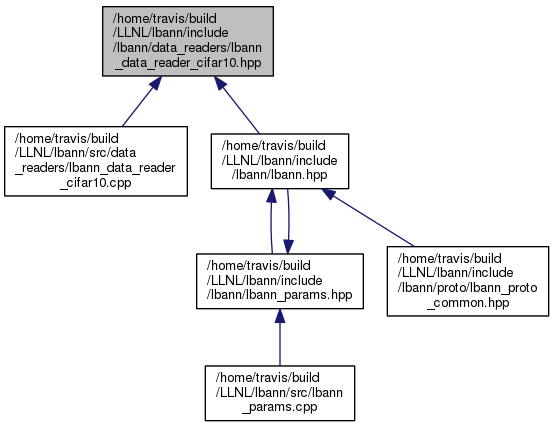 /home/travis/build
/LLNL/lbann/include
/lbann/data_readers/lbann
_data_reader_cifar10.hpp
/home/travis/build
/LLNL/lbann/src/data
_readers/lbann_data_reader
_cifar10.cpp
/home/travis/build
/LLNL/lbann/include
/lbann/lbann.hpp
/home/travis/build
/LLNL/lbann/include
/lbann/lbann_params.hpp
/home/travis/build
/LLNL/lbann/include
/lbann/proto/lbann_proto
_common.hpp
/home/travis/build
/LLNL/lbann/src/lbann
_params.cpp